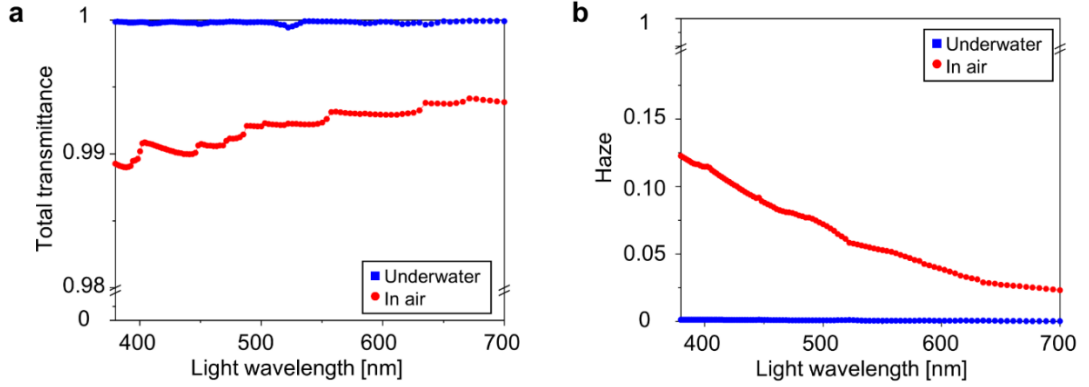 a
Total transmittance
1
0.99
0.98
0
400
500
600
700
Light wavelength [nm]
Underwater
In air
b
Haze
1
0.15
0.10
0.05
0
400
500
600
700
Light wavelength [nm]
Underwater
In air